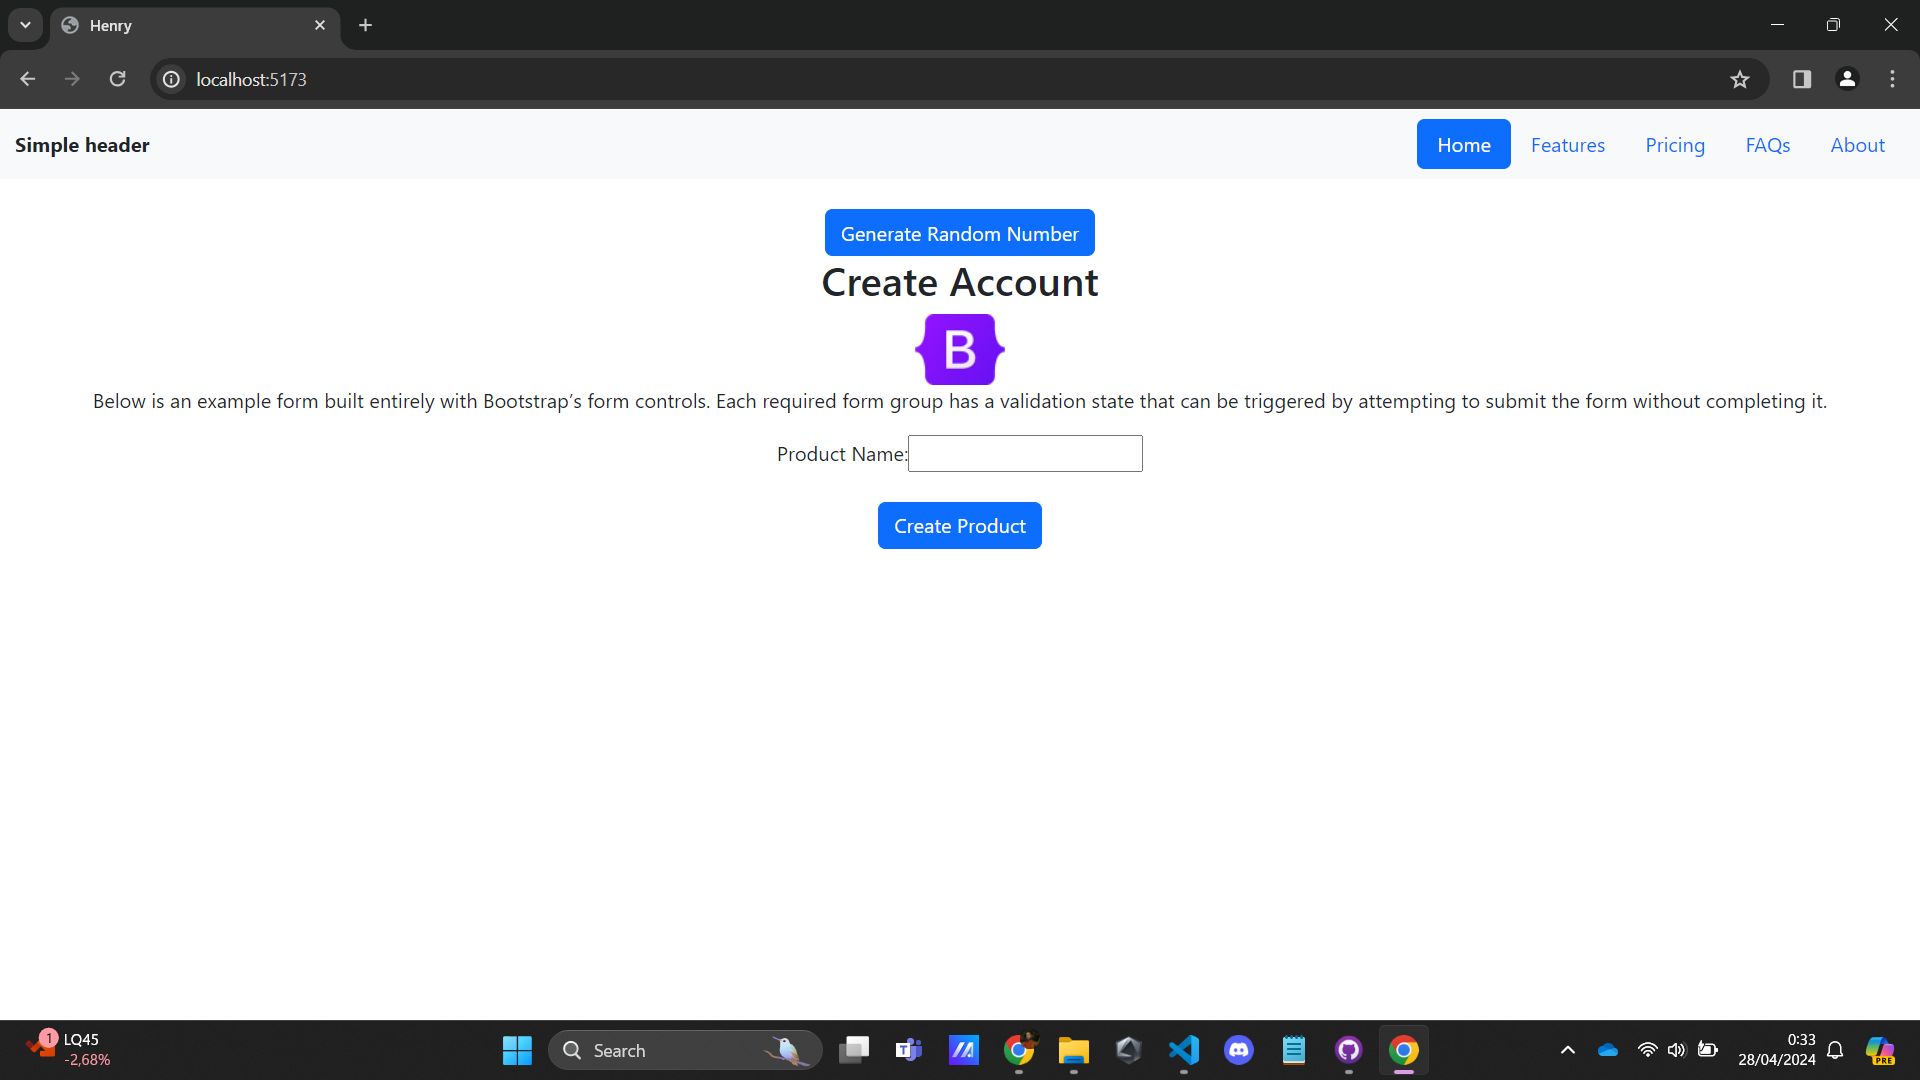 Henry
localhost:5173
Simple header
Home Features Pricing FAQs About
Generate Random Number
Create Account
B
Below is an example form built entirely with Bootstrap’s form controls. Each required form group has a validation state that can be triggered by attempting to submit the form without completing it.
Product Name:
Create Product
1
LQ45
-2,68%
Search
T
0:33
28/04/2024
PRE